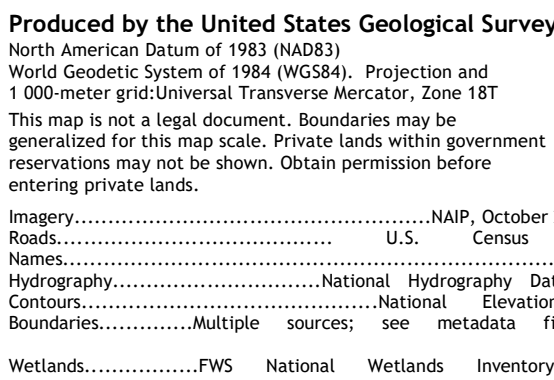 Produced by the United States Geological Survey
North American Datum of 1983 (NAD83)
World Geodetic System of 1984 (WGS84). Projection and
1 000-meter grid:Universal Transverse Mercator, Zone 18T
This map is not a legal document. Boundaries may be
generalized for this map scale. Private lands within government
reservations may not be shown. Obtain permission before
entering private lands.
Imagery....................................................NAIP, October
Roads........................................ U.S. Census
Names........................................................................
Hydrography..............................National Hydrography
Contours...........................................National Elevation
Boundaries..............Multiple sources; see metadata
Wetlands.................FWS National Wetlands Inventory